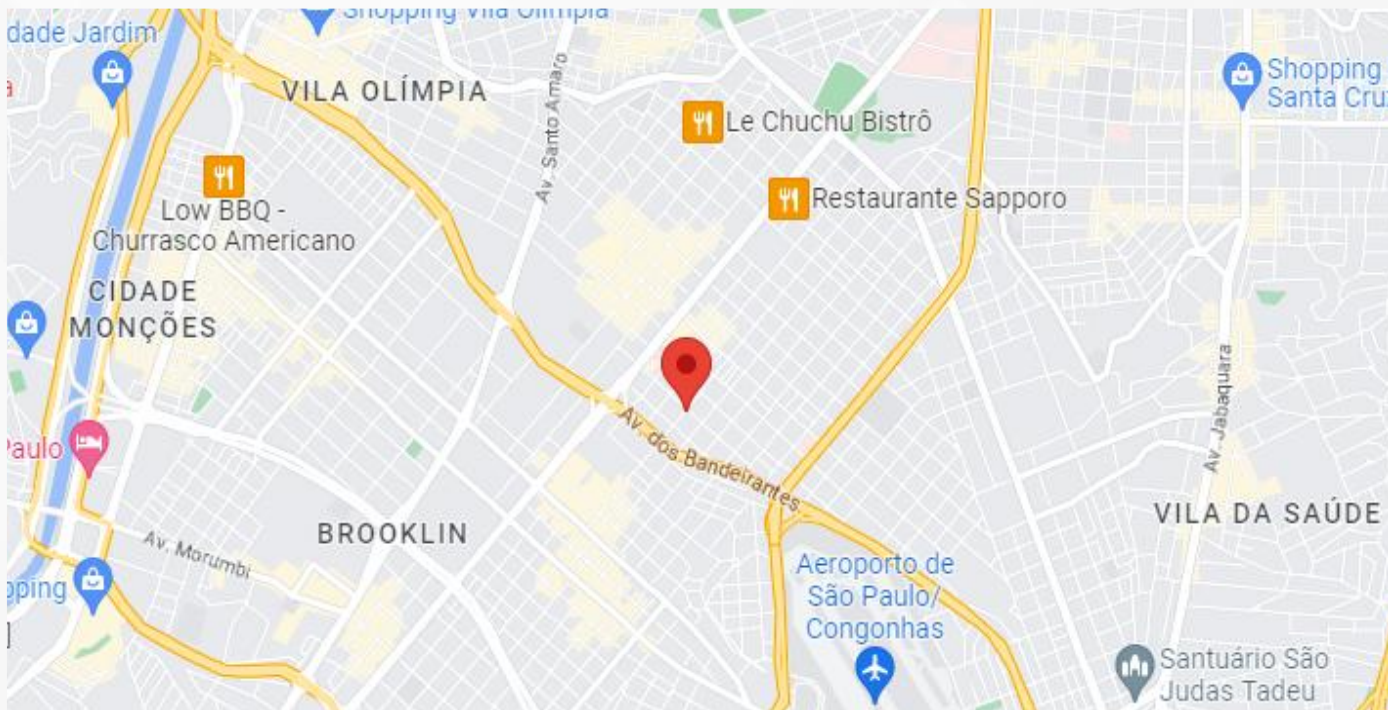 Shopping Vila Olímpia
dade Jardim
VILA OLÍMPIA
Av. Santo Amaro
Le Chuchu Bistrô
Shopping
Santa Cruz
Restaurante Sapporo
Low BBQ -
Churrasco Americano
CIDADE
MONÇÕES
Av. dos Bandeirantes
Av. Jabaquara
Paulo
BROOKLIN
VILA DA SAÚDE
Av. Morumbi
pping
Aeroporto de
São Paulo/
Congonhas
Santuário São
Judas Tadeu